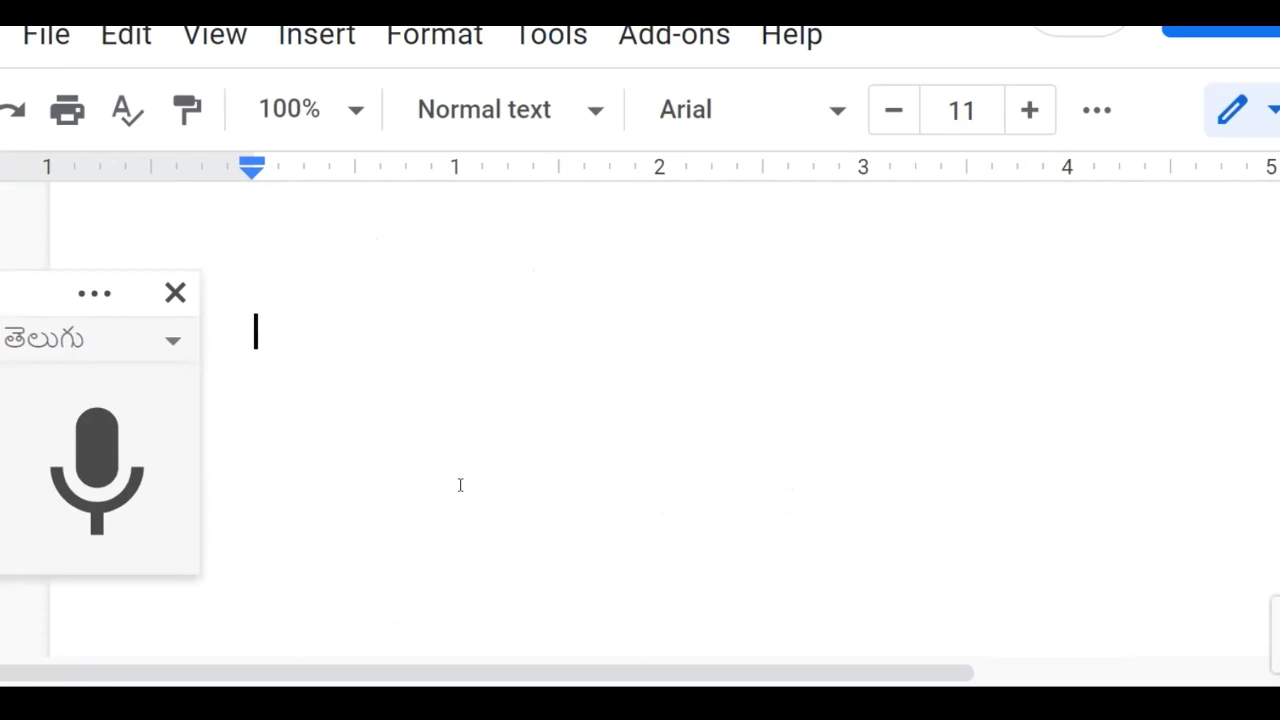 File Edit View Insert Format Tools Add-ons Help
100% Normal text Arial 11
1 1 2 3 4 5
తెలుగు